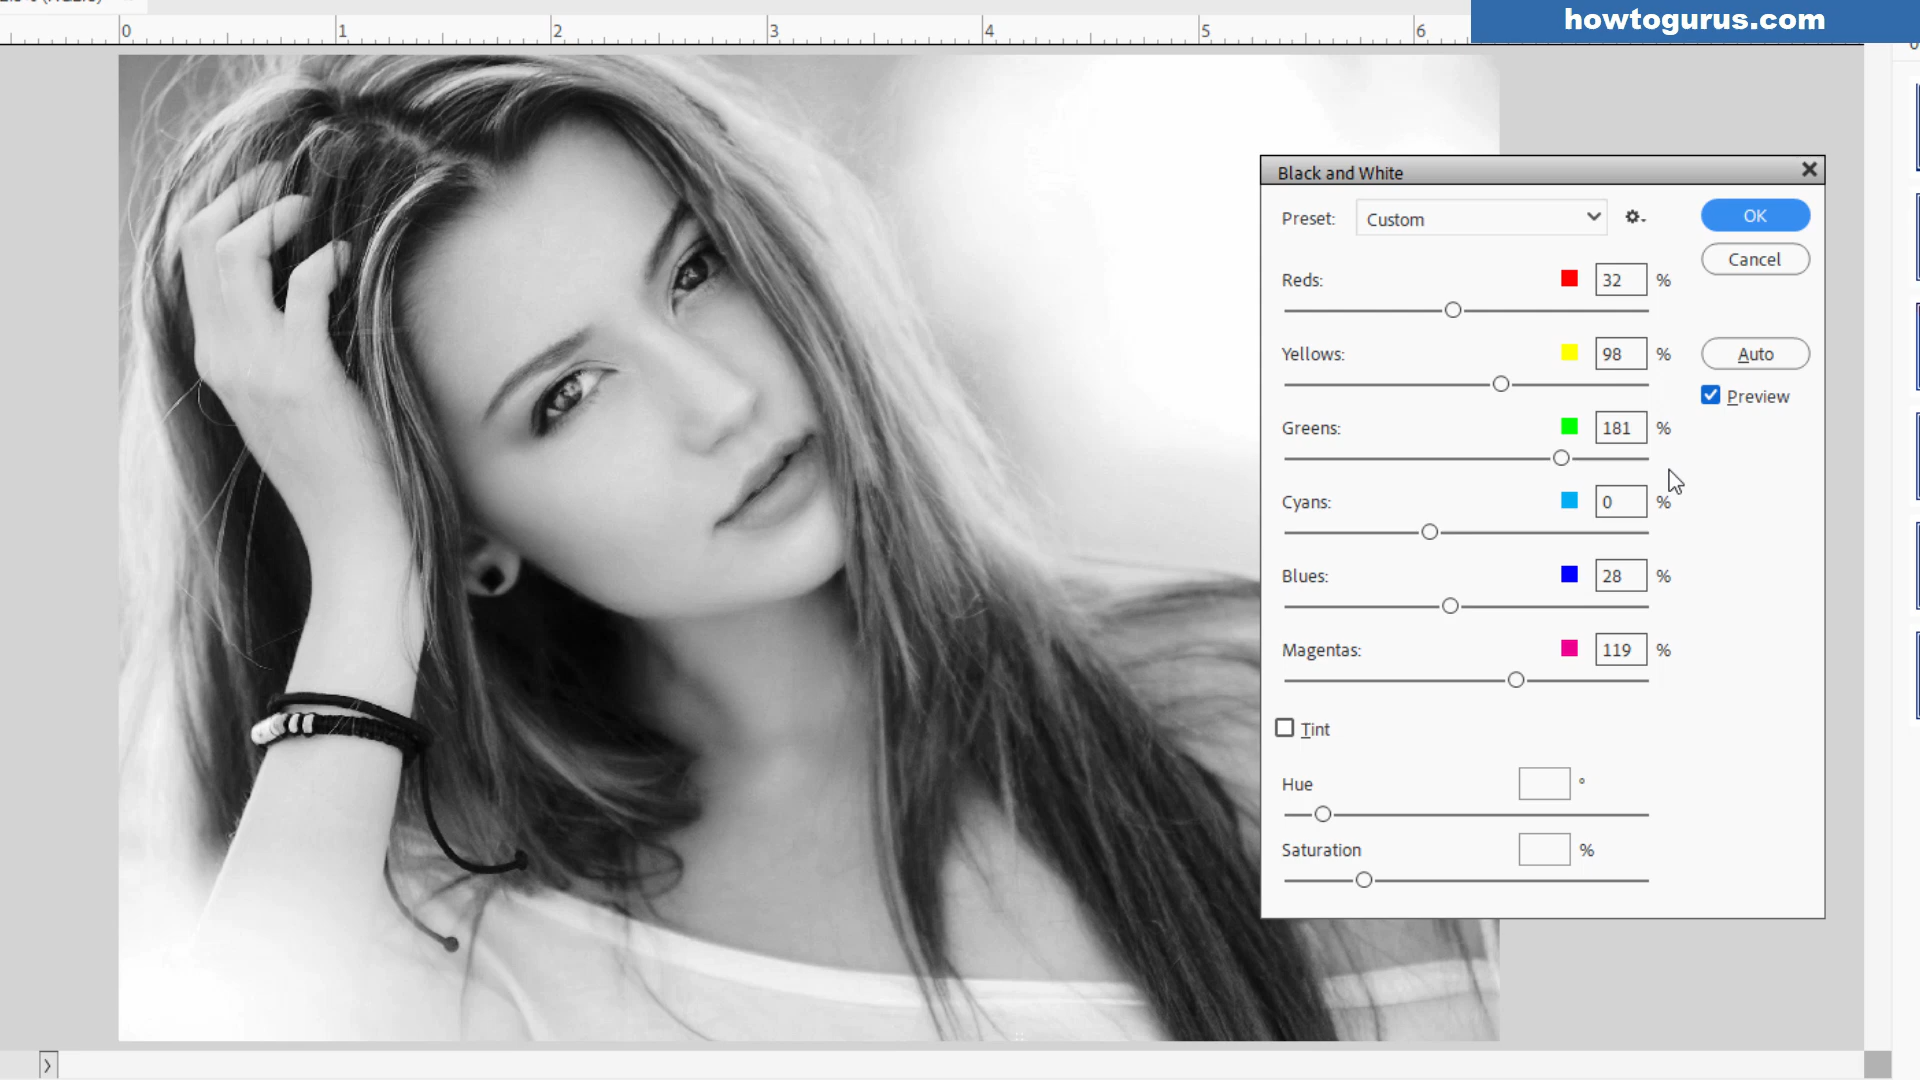 howtogurus.com
0 1 2 3 4 5 6
Black and White
Preset: Custom
OK
Cancel
Reds: 32 %
Yellows: 98 %
Auto
Preview
Greens: 181 %
Cyans: 0 %
Blues: 28 %
Magentas: 119 %
Tint
Hue °
Saturation %